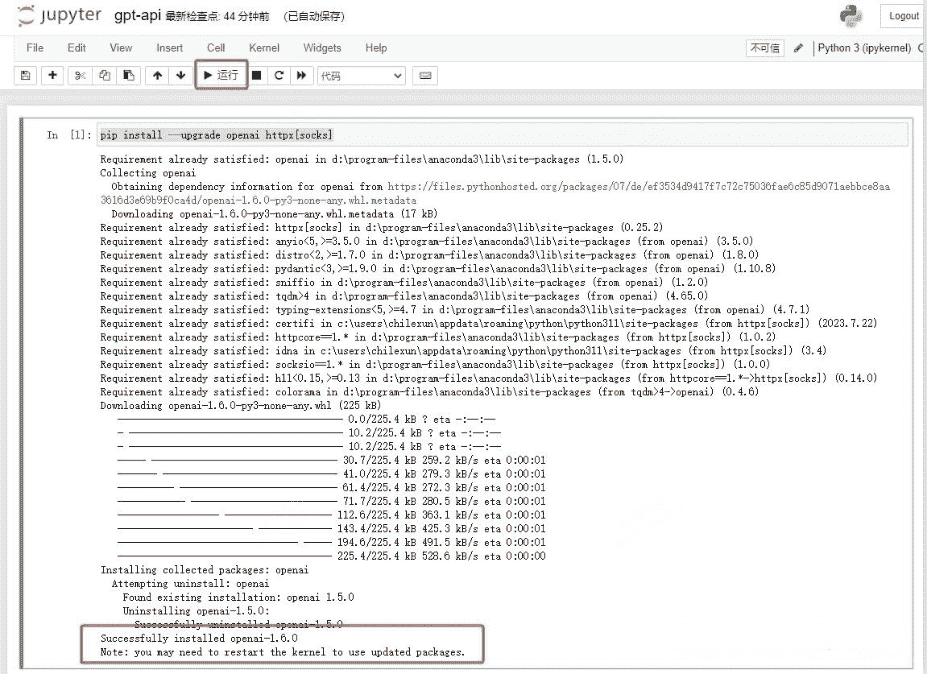 jupyter gpt-api 最新检查点: 44 分钟前 (已自动保存) Logout
File Edit View Insert Cell Kernel Widgets Help 不可信 Python 3 (ipykernel)
运行 代码
In [1]: pip install --upgrade openai httpx[socks]
Requirement already satisfied: openai in d:\program-files\anaconda3\lib\site-packages (1.5.0)
Collecting openai
Obtaining dependency information for openai from https://files.pythonhosted.org/packages/07/de/ef3534d9417f7c72c75036fae6c85d9071aebbce8aa
3616d3e69b9f0ca4d/openai-1.6.0-py3-none-any.whl.metadata
Downloading openai-1.6.0-py3-none-any.whl.metadata (17 kB)
Requirement already satisfied: httpx[socks] in d:\program-files\anaconda3\lib\site-packages (0.25.2)
Requirement already satisfied: anyio<5,>=3.5.0 in d:\program-files\anaconda3\lib\site-packages (from openai) (3.5.0)
Requirement already satisfied: distro<2,>=1.7.0 in d:\program-files\anaconda3\lib\site-packages (from openai) (1.8.0)
Requirement already satisfied: pydantic<3,>=1.9.0 in d:\program-files\anaconda3\lib\site-packages (from openai) (1.10.8)
Requirement already satisfied: sniffio in d:\program-files\anaconda3\lib\site-packages (from openai) (1.2.0)
Requirement already satisfied: tqdm>4 in d:\program-files\anaconda3\lib\site-packages (from openai) (4.65.0)
Requirement already satisfied: typing-extensions<5,>=4.7 in d:\program-files\anaconda3\lib\site-packages (from openai) (4.7.1)
Requirement already satisfied: certifi in c:\users\chilexun\appdata\roaming\python\python311\site-packages (from httpx[socks]) (2023.7.22)
Requirement already satisfied: httpcore==1.* in d:\program-files\anaconda3\lib\site-packages (from httpx[socks]) (1.0.2)
Requirement already satisfied: idna in c:\users\chilexun\appdata\roaming\python\python311\site-packages (from httpx[socks]) (3.4)
Requirement already satisfied: socksio==1.* in d:\program-files\anaconda3\lib\site-packages (from httpx[socks]) (1.0.0)
Requirement already satisfied: h11<0.15,>=0.13 in d:\program-files\anaconda3\lib\site-packages (from httpcore==1.*->httpx[socks]) (0.14.0)
Requirement already satisfied: colorama in d:\program-files\anaconda3\lib\site-packages (from tqdm>4->openai) (0.4.6)
Downloading openai-1.6.0-py3-none-any.whl (225 kB)
0.0/225.4 kB ? eta -:--:--
10.2/225.4 kB ? eta -:--:--
10.2/225.4 kB ? eta -:--:--
30.7/225.4 kB 259.2 kB/s eta 0:00:01
41.0/225.4 kB 279.3 kB/s eta 0:00:01
61.4/225.4 kB 272.3 kB/s eta 0:00:01
71.7/225.4 kB 280.5 kB/s eta 0:00:01
112.6/225.4 kB 363.1 kB/s eta 0:00:01
143.4/225.4 kB 425.3 kB/s eta 0:00:01
194.6/225.4 kB 491.5 kB/s eta 0:00:01
225.4/225.4 kB 528.6 kB/s eta 0:00:00
Installing collected packages: openai
Attempting uninstall: openai
Found existing installation: openai 1.5.0
Uninstalling openai-1.5.0:
Successfully uninstalled openai-1.5.0
Successfully installed openai-1.6.0
Note: you may need to restart the kernel to use updated packages.